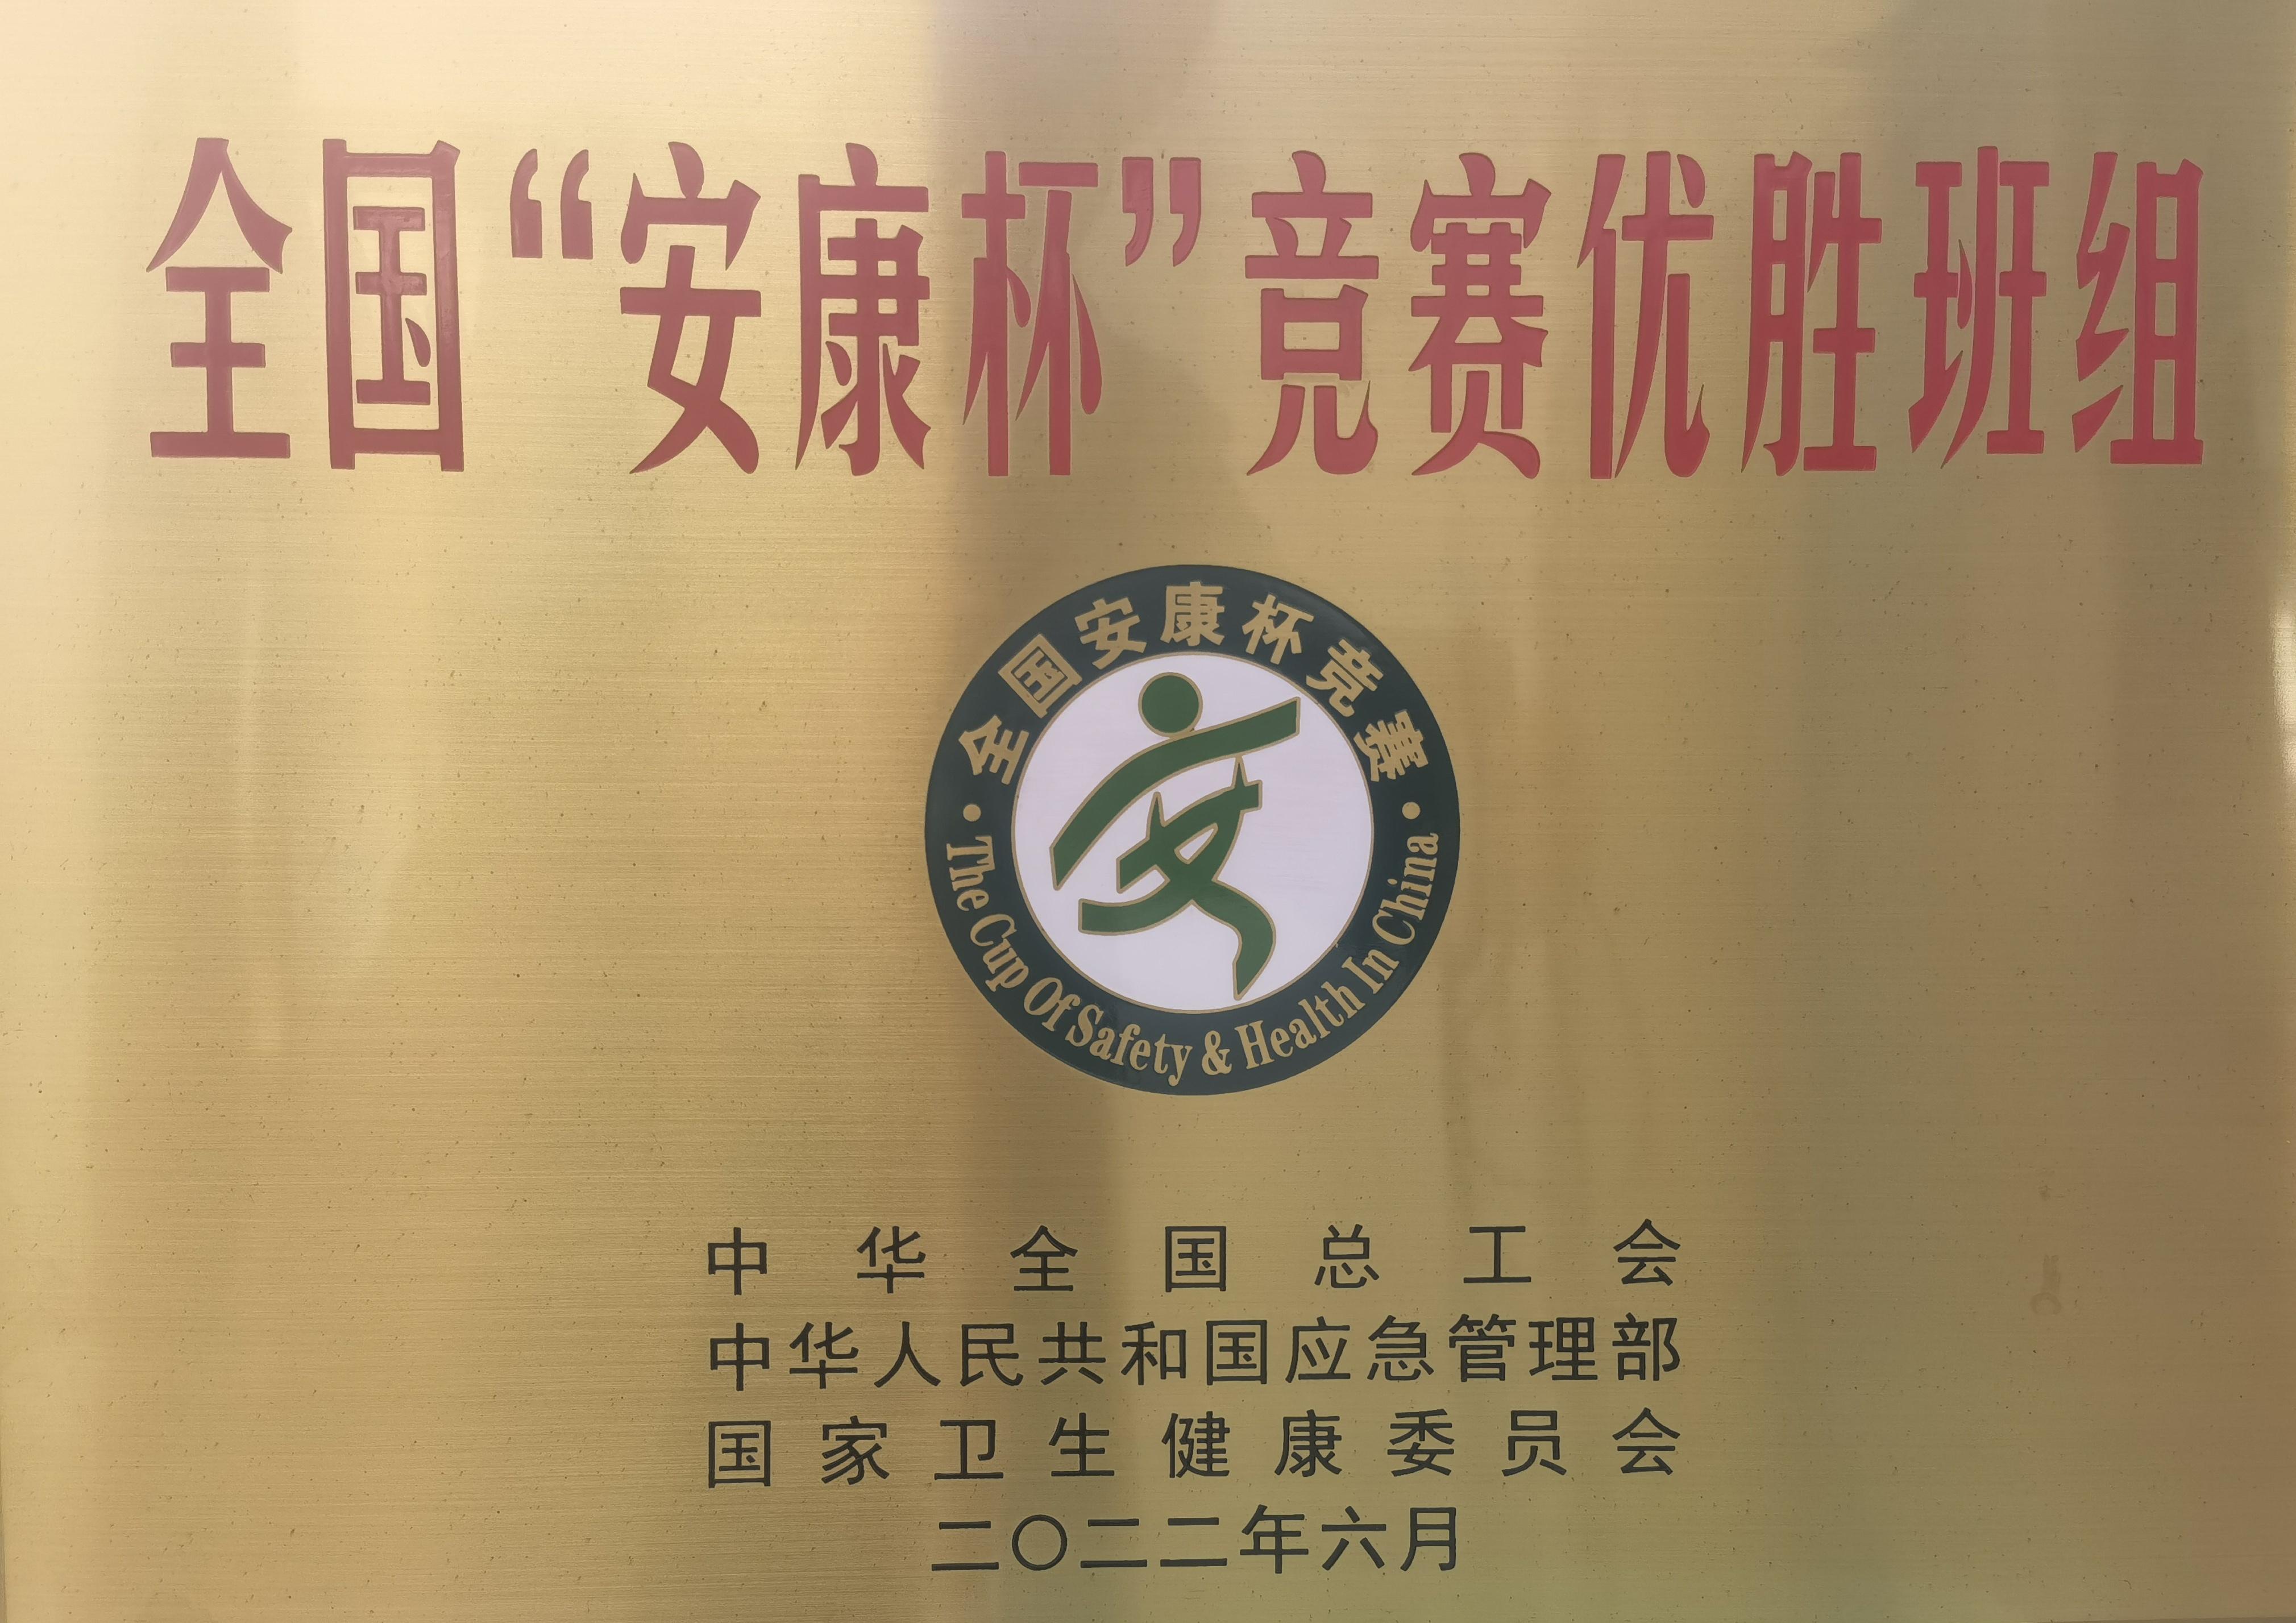 全国“安康杯”竞赛优胜班组
全国安康杯竞赛
The Cup Of Safety & Health In China
中华全国总工会
中华人民共和国应急管理部
国家卫生健康委员会
二〇二二年六月